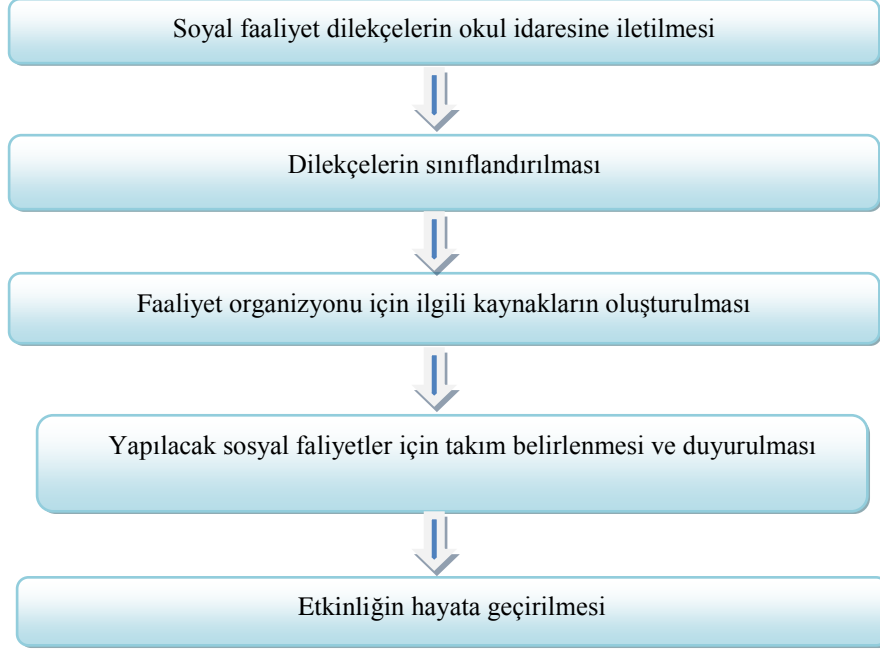 Soyal faaliyet dilekçelerin okul idaresine iletilmesi
Dilekçelerin sınıflandırılması
Faaliyet organizyonu için ilgili kaynakların oluşturulması
Yapılacak sosyal faliyetler için takım belirlenmesi ve duyurulması
Etkinliğin hayata geçirilmesi